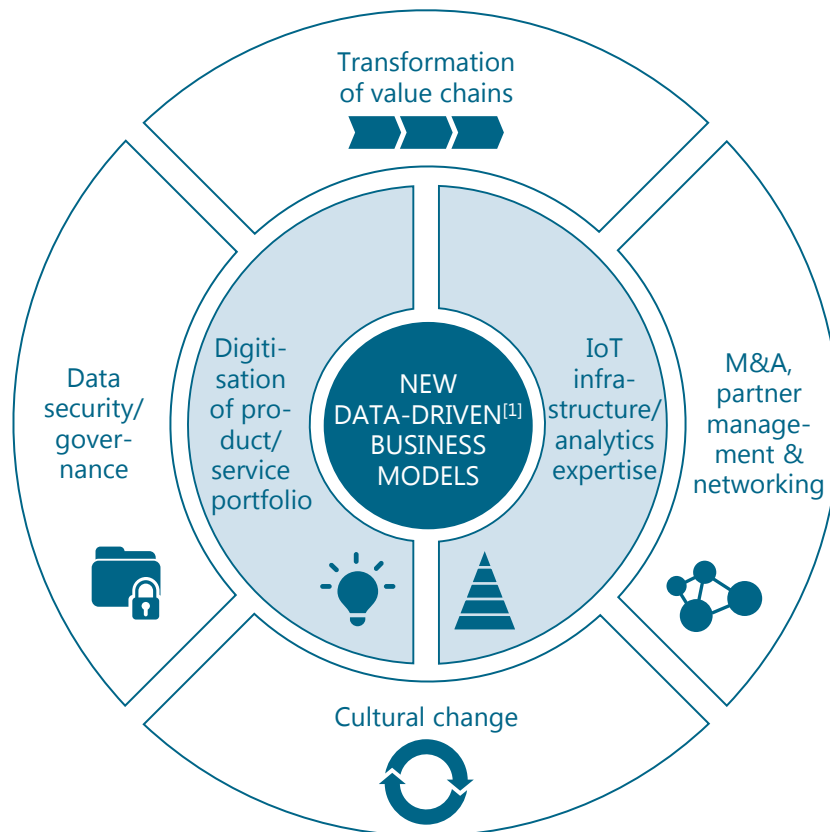 Transformation
of value chains
Data
security/
gover-
nance
Digiti-
sation
of pro-
duct/
service
portfolio
NEW
DATA-DRIVEN[1]
BUSINESS
MODELS
IoT
infra-
structure/
analytics
expertise
M&A,
partner
manage-
ment &
networking
Cultural change